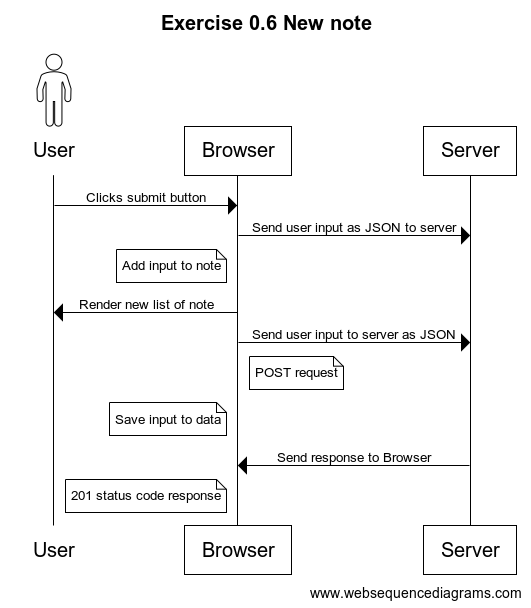 Exercise 0.6 New note
User
Browser
Server
Clicks submit button
Send user input as JSON to server
Add input to note
Render new list of note
Send user input to server as JSON
POST request
Save input to data
Send response to Browser
201 status code response
User
Browser
Server
www.websequencediagrams.com